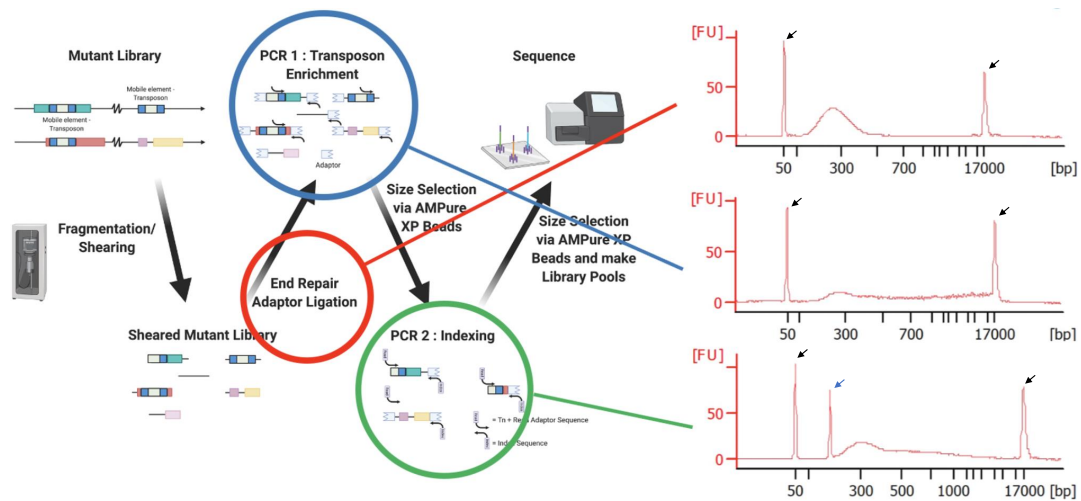 Mutant Library
Mobile element -
Transposon
Mobile element -
Transposon
Fragmentation/
Shearing
Sheared Mutant Library
End Repair
Adaptor Ligation
PCR 1 : Transposon
Enrichment
Adaptor
Size Selection
via AMPure
XP Beads
PCR 2 : Indexing
= Tn + Re
Adaptor Sequence
= Index Sequence
Sequence
Size Selection
via AMPure XP
Beads and make
Library Pools
[FU]
50
0
50
300
700
17000
[bp]
[FU]
50
0
50
300
700
17000
[bp]
[FU]
50
0
50
300
500
1000
17000
[bp]